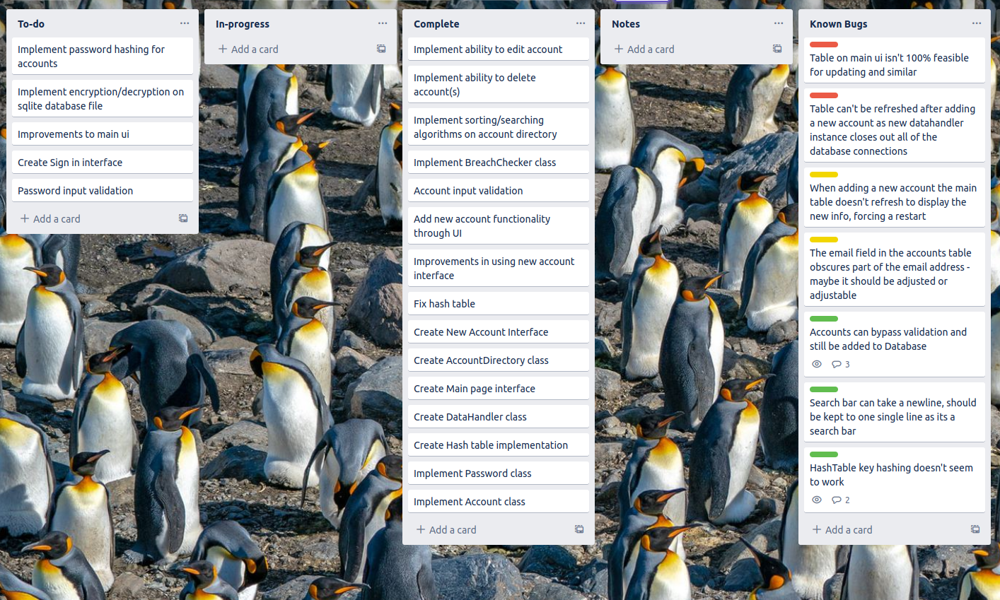 To-do
Implement password hashing for
accounts
Implement encryption/decryption on
sqlite database file
Improvements to main ui
Create Sign in interface
Password input validation
Add a card
In-progress
Add a card
Complete
Implement ability to edit account
Implement ability to delete
account(s)
Implement sorting/searching
algorithms on account directory
Implement BreachChecker class
Account input validation
Add new account functionality
through UI
Improvements in using new account
interface
Fix hash table
Create New Account Interface
Create AccountDirectory class
Create Main page interface
Create DataHandler class
Create Hash table implementation
Implement Password class
Implement Account class
Add a card
Notes
Add a card
Known Bugs
Table on main ui isn't 100% feasible
for updating and similar
Table can't be refreshed after adding
a new account as new datahandler
instance closes out all of the
database connections
When adding a new account the main
table doesn't refresh to display the
new info, forcing a restart
The email field in the accounts table
obscures part of the email address -
maybe it should be adjusted or
adjustable
Accounts can bypass validation and
still be added to Database
3
Search bar can take a newline, should
be kept to one single line as its a
search bar
HashTable key hashing doesn't seem
to work
2
Add a card